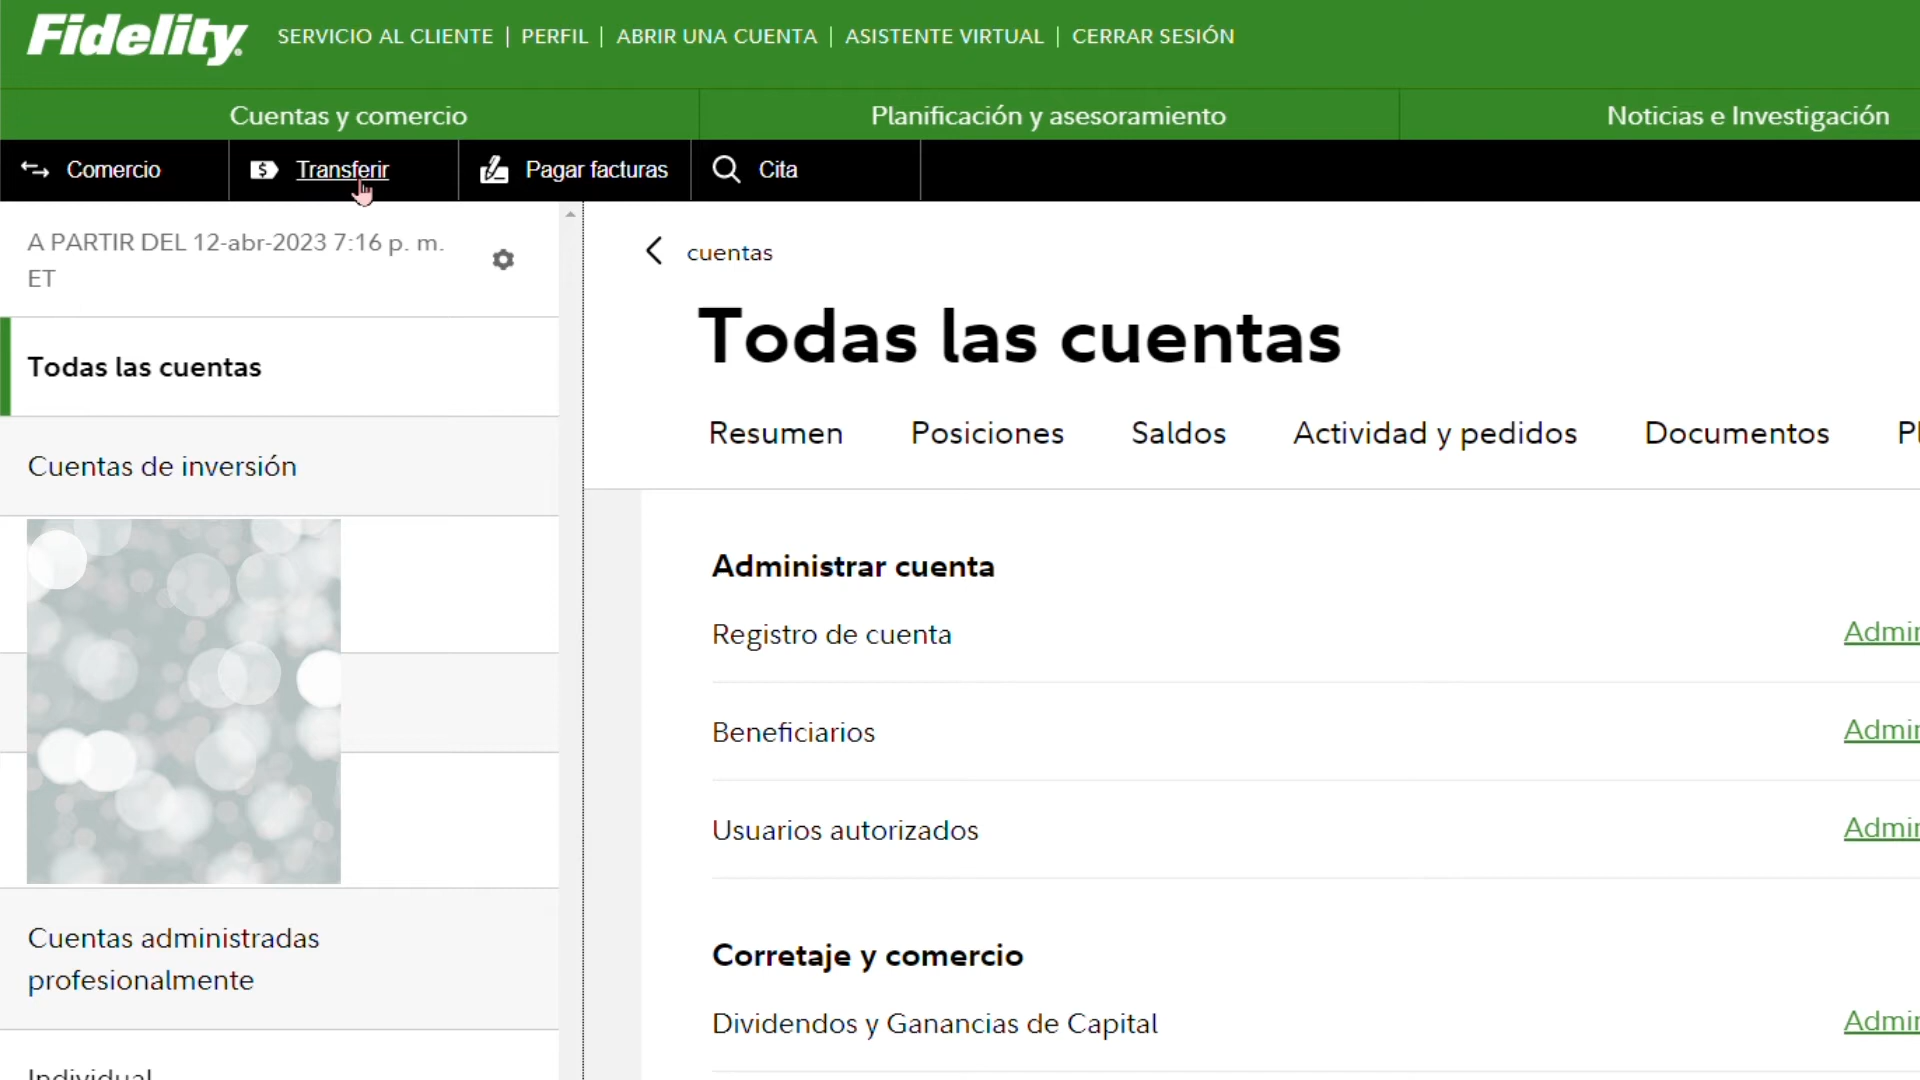 Fidelity
SERVICIO AL CLIENTE | PERFIL | ABRIR UNA CUENTA | ASISTENTE VIRTUAL | CERRAR SESIÓN
Cuentas y comercio
Planificación y asesoramiento
Noticias e Investigación
Comercio
Transferir
Pagar facturas
Cita
A PARTIR DEL 12-abr-2023 7:16 p. m.
ET
Todas las cuentas
Cuentas de inversión
Cuentas administradas
profesionalmente
Individual
cuentas
Todas las cuentas
Resumen
Posiciones
Saldos
Actividad y pedidos
Documentos
Administrar cuenta
Registro de cuenta
Beneficiarios
Usuarios autorizados
Corretaje y comercio
Dividendos y Ganancias de Capital